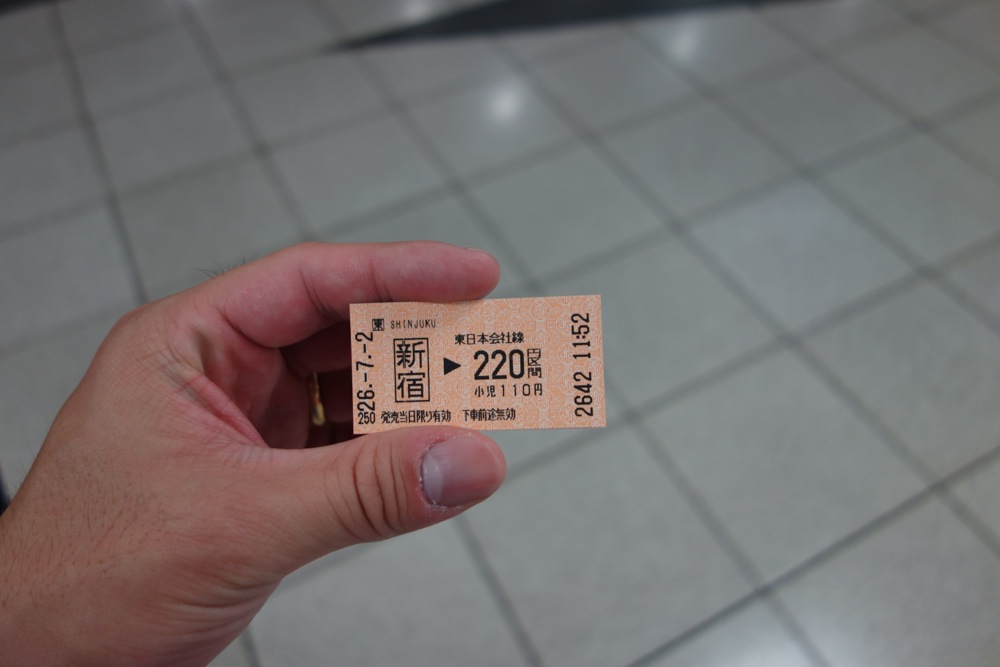 東 SHINJUKU
新宿
▶
東日本会社線
220円区間
小児110円
250 発売当日限り有効 下車前途無効
26.-7.-2
2642 11:52